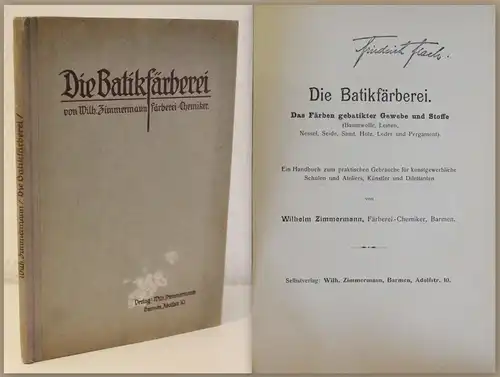 Wilh. Zimmermann / Die Batikfärberei /
Die Batikfärberei
von Wilh. Zimmermann Färberei-Chemiker.
Verlag: Wilh. Zimmermann
Barmen, Adolfstr. 10
Friedrich
Die Batikfärberei.
Das Färben gebatikter Gewebe und Stoffe
(Baumwolle, Leinen,
Nessel, Seide, Samt, Holz, Leder und Pergament).
Ein Handbuch zum praktischen Gebrauche für kunstgewerbliche
Schulen und Ateliers, Künstler und Dilettanten
von
Wilhelm Zimmermann, Färberei-Chemiker, Barmen.
Selbstverlag: Wilh. Zimmermann, Barmen, Adolfstr. 10.